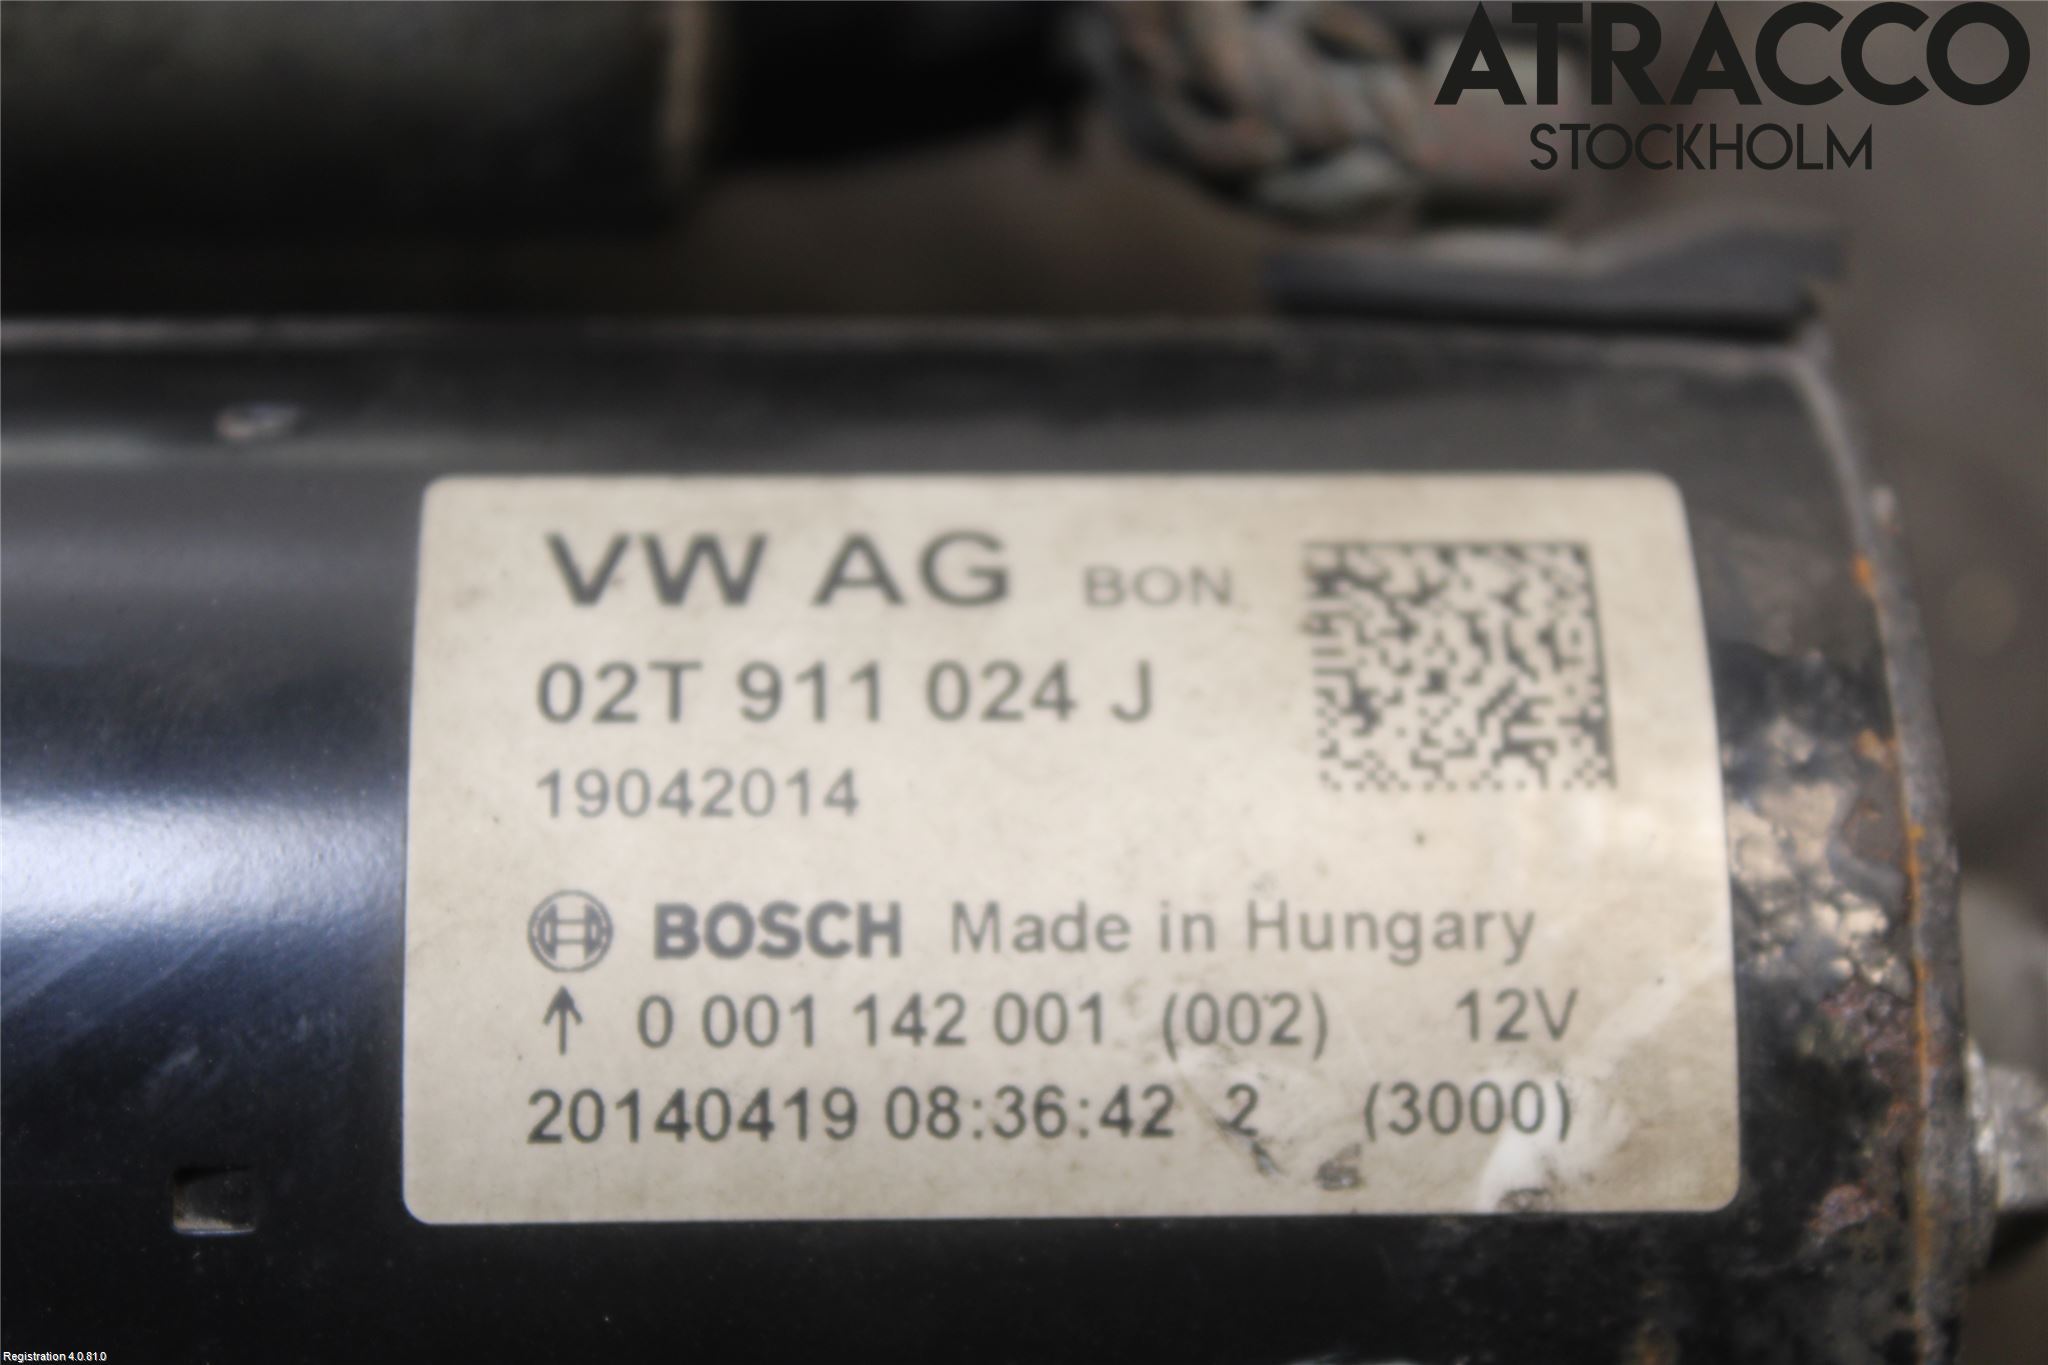 ATRACCO
STOCKHOLM
VW AG BON
02T 911 024 J
19042014
BOSCH Made in Hungary
↑ 0 001 142 001 (002) 12V
20140419 08:36:42 2 (3000)
Registration 4.0.81.0